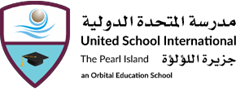 مدرسة المتحدة الدولية
United School International
The Pearl Island جزيرة اللؤلؤة
an Orbital Education School